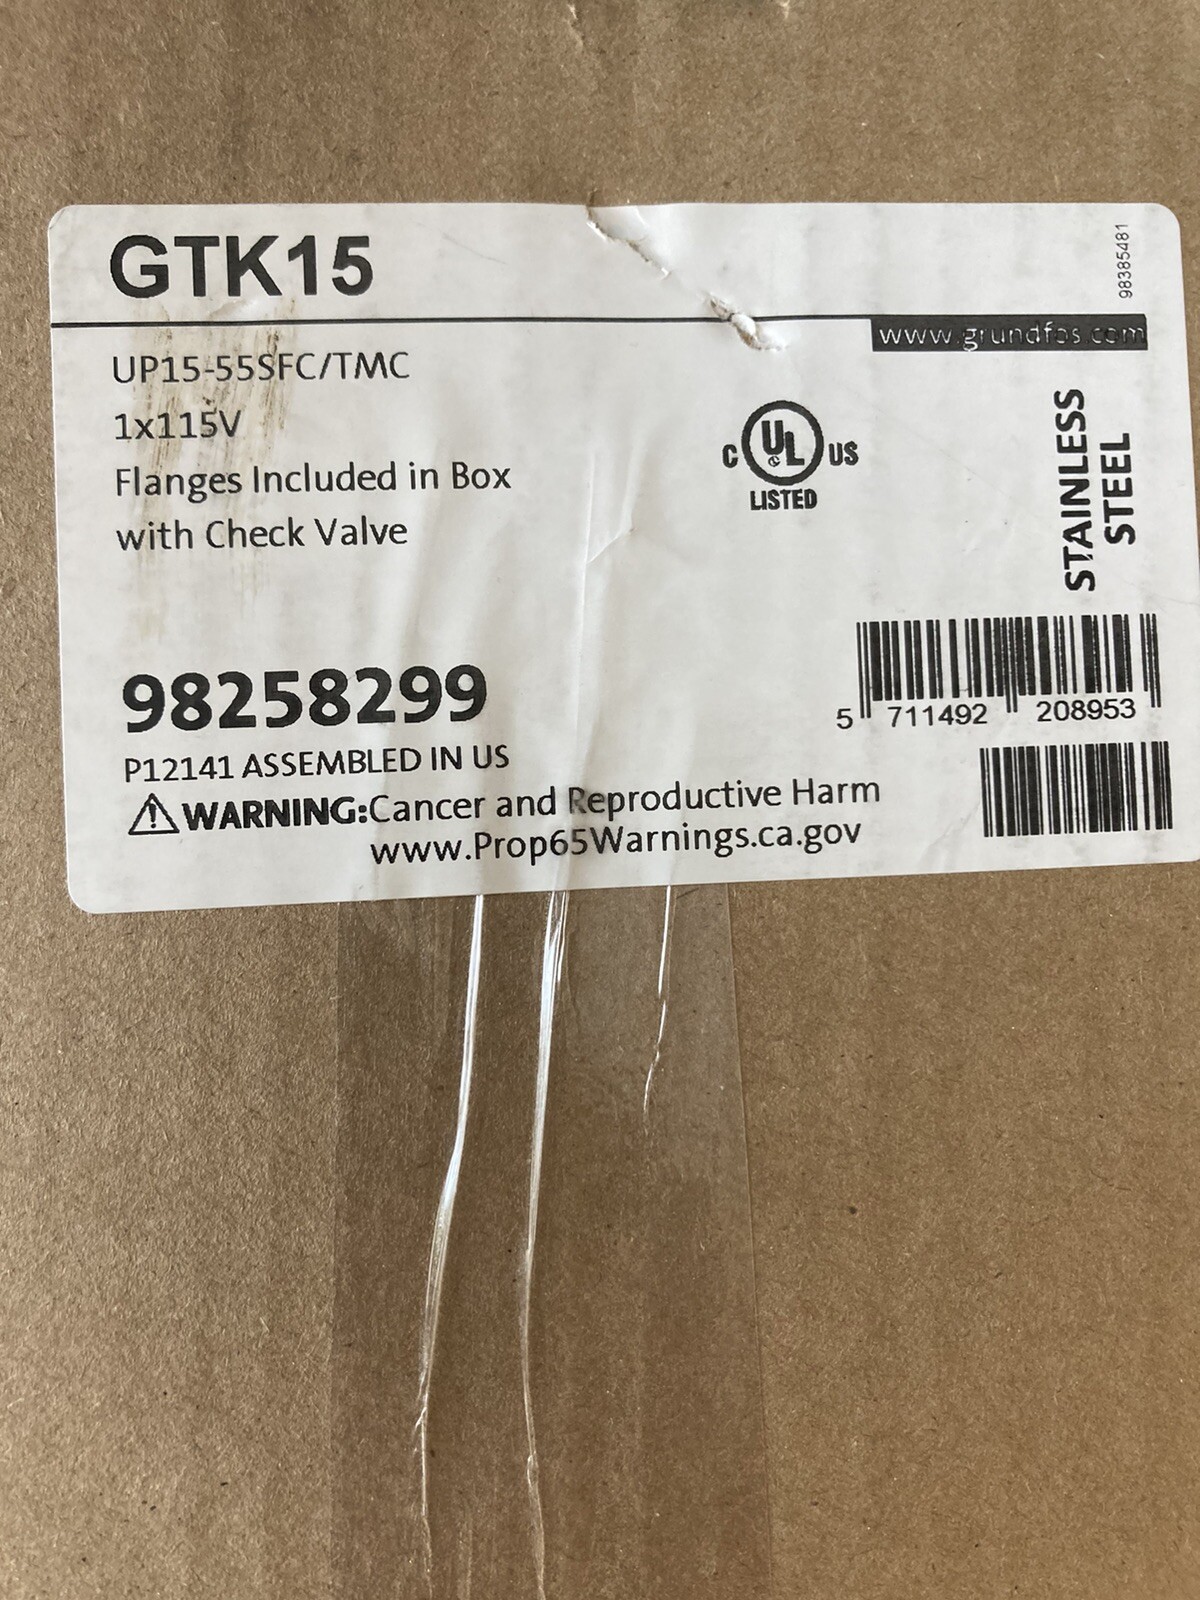 GTK15
98385481
www.grundfos.com
UP15-55SFC/TMC
1x115V
Flanges Included in Box
with Check Valve
C UL US
LISTED
STAINLESS
STEEL
98258299
5 711492 208953
P12141 ASSEMBLED IN US
WARNING:Cancer and Reproductive Harm
www.Prop65Warnings.ca.gov